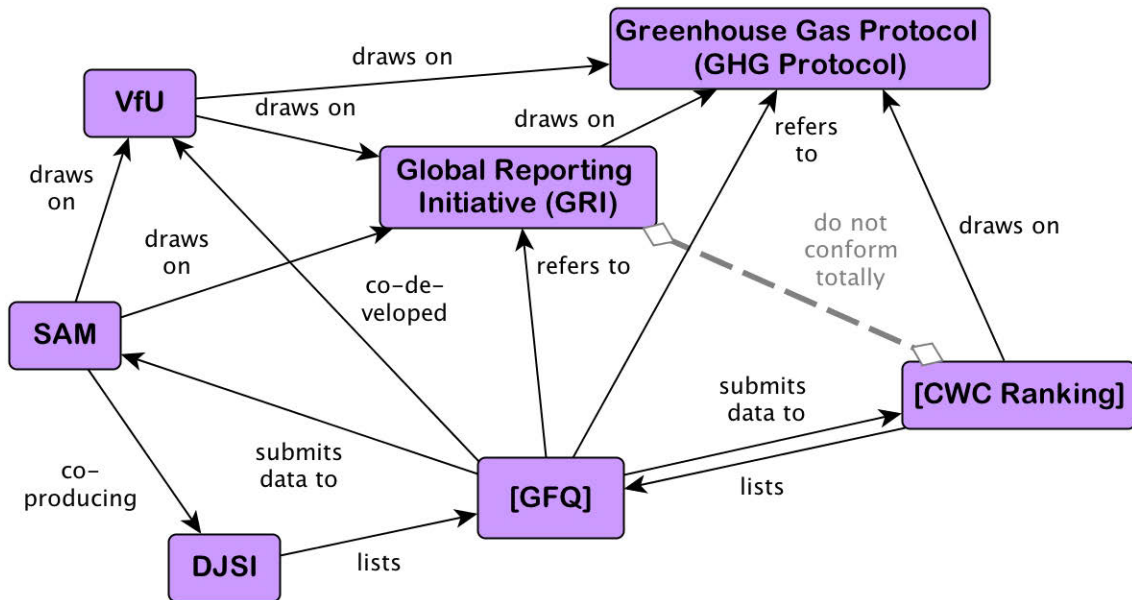 Greenhouse Gas Protocol
(GHG Protocol)
draws on
VfU
draws on
draws on
refers
to
Global Reporting
Initiative (GRI)
draws
on
do not
conform
totally
draws on
draws
on
refers to
co-de-
veloped
SAM
[CWC Ranking]
submits
data to
submits
data to
co-
producing
[GFQ]
lists
DJSI
lists